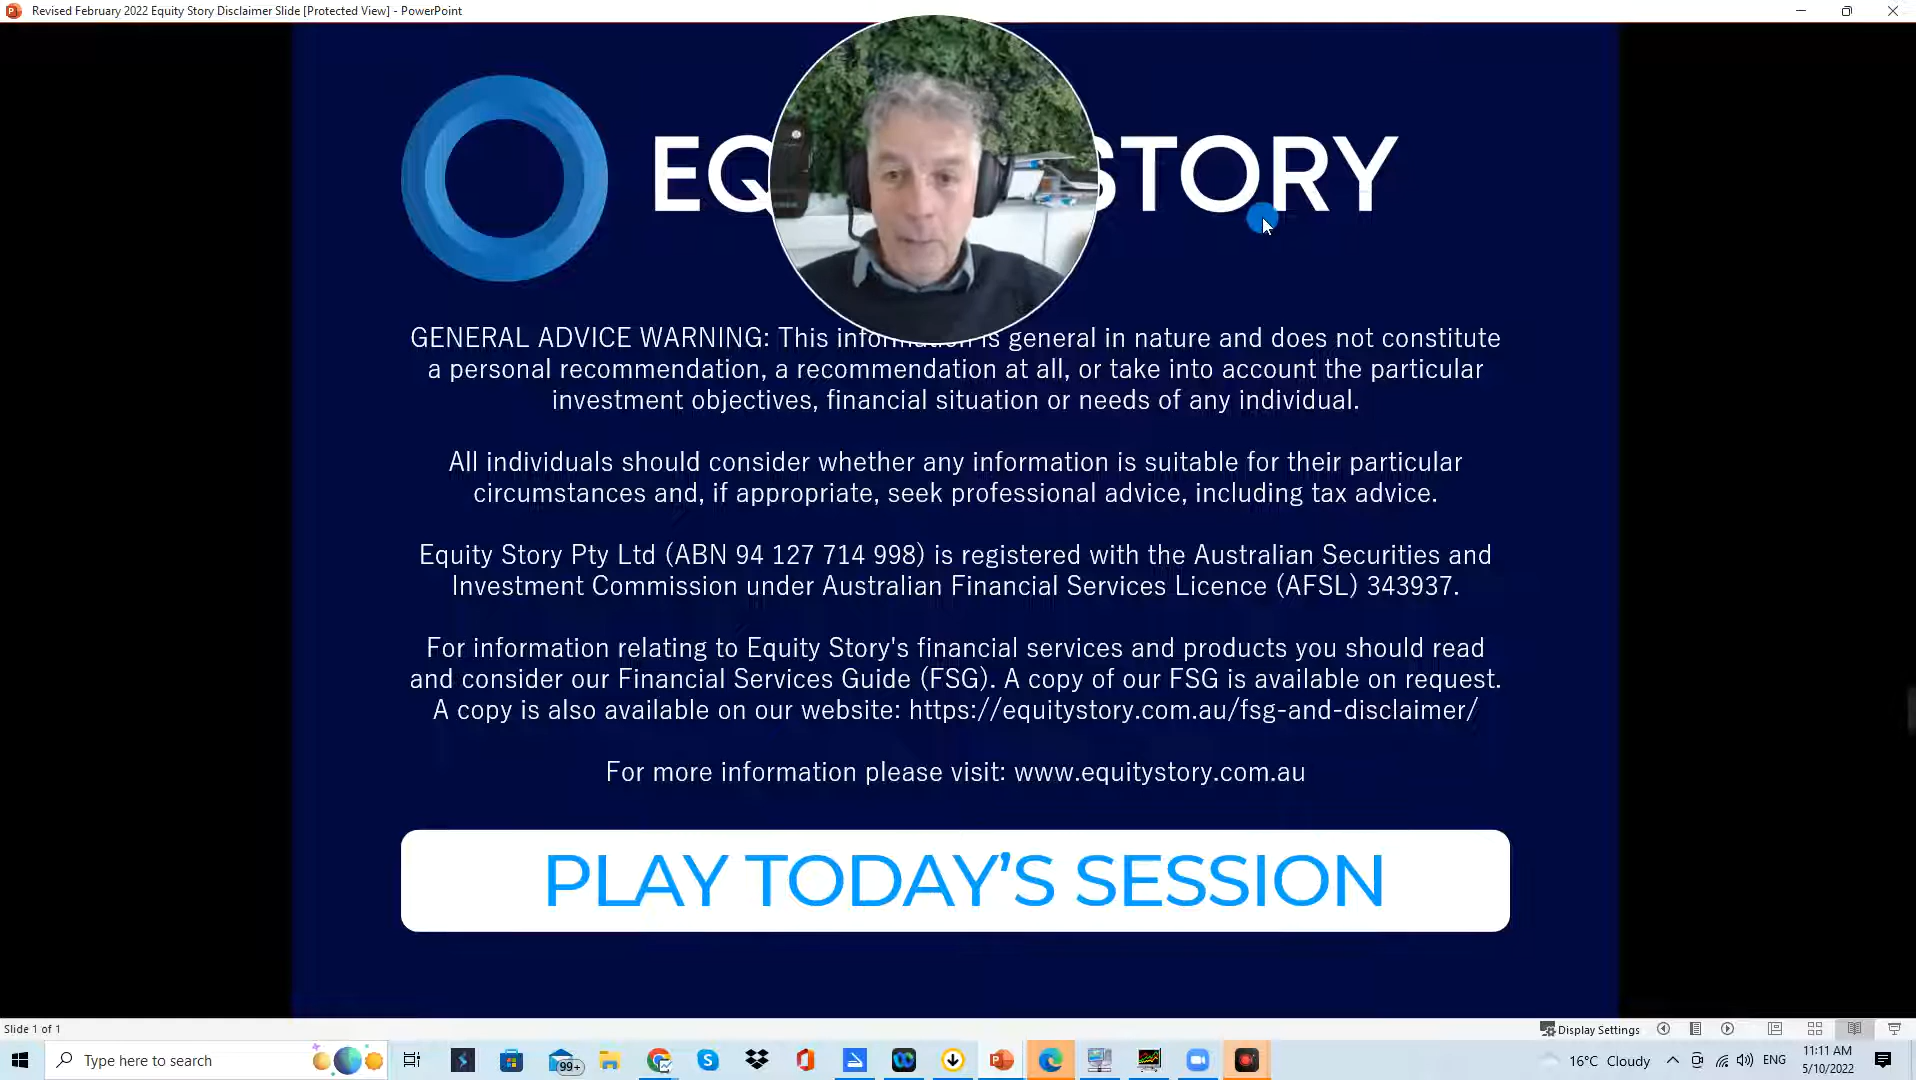 Revised February 2022 Equity Story Disclaimer Slide [Protected View] - PowerPoint
STORY
GENERAL ADVICE WARNING: This information is general in nature and does not constitute
a personal recommendation, a recommendation at all, or take into account the particular
investment objectives, financial situation or needs of any individual.
All individuals should consider whether any information is suitable for their particular
circumstances and, if appropriate, seek professional advice, including tax advice.
Equity Story Pty Ltd (ABN 94 127 714 998) is registered with the Australian Securities and
Investment Commission under Australian Financial Services Licence (AFSL) 343937.
For information relating to Equity Story's financial services and products you should read
and consider our Financial Services Guide (FSG). A copy of our FSG is available on request.
A copy is also available on our website: https://equitystory.com.au/fsg-and-disclaimer/
For more information please visit: www.equitystory.com.au
PLAY TODAY'S SESSION
Slide 1 of 1
Display Settings
Type here to search
99+
16°C Cloudy
ENG
11:11 AM
5/10/2022